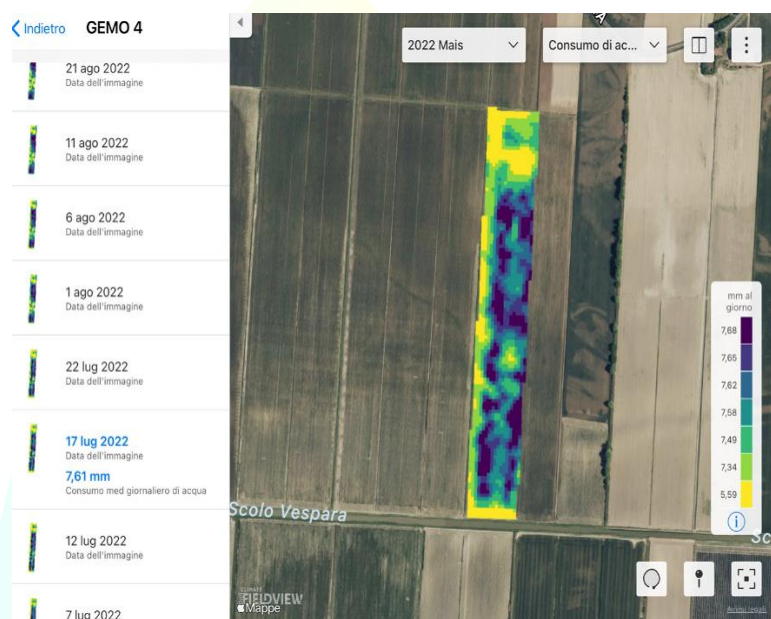 Indietro
GEMO 4
21 ago 2022
Data dell'immagine
11 ago 2022
Data dell'immagine
6 ago 2022
Data dell'immagine
1 ago 2022
Data dell'immagine
22 lug 2022
Data dell'immagine
17 lug 2022
Data dell'immagine
7,61 mm
Consumo med giornaliero di acqua
12 lug 2022
Data dell'immagine
7 lug 2022
2022 Mais
Consumo di ac...
mm al
giorno
7,68
7,65
7,62
7,58
7,49
7,34
5,59
Scolo Vespara
Sc
CLIMATE
FIELDVIEW
Mappe